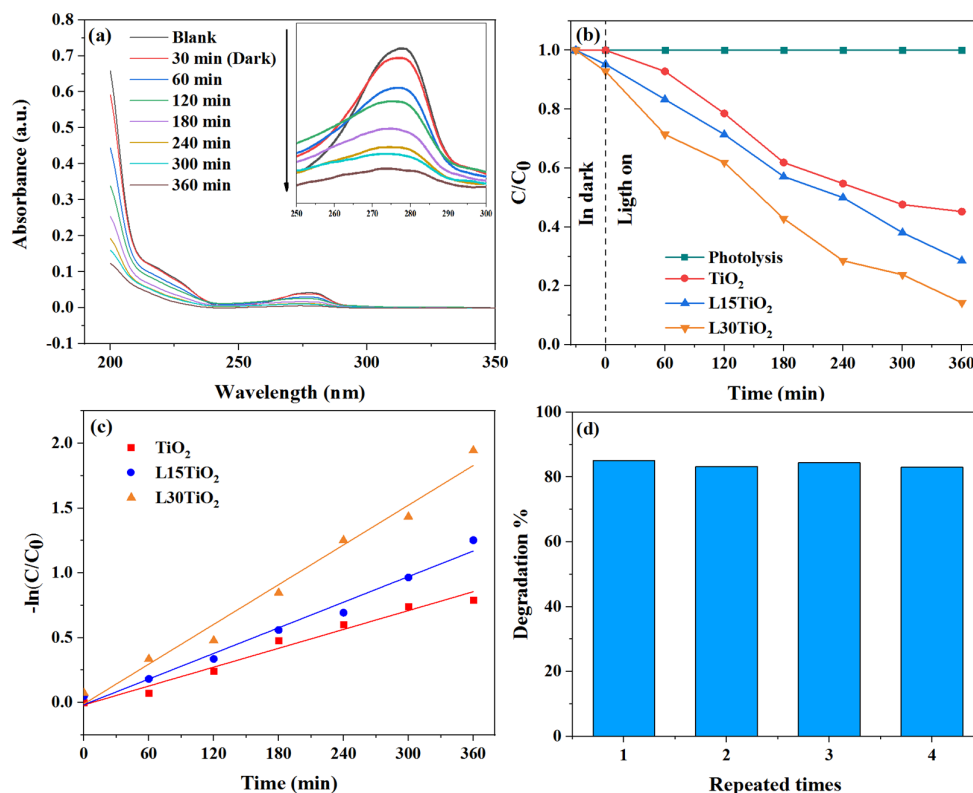 (a)
Blank
30 min (Dark)
60 min
120 min
180 min
240 min
300 min
360 min
0.8
0.7
0.6
0.5
0.4
0.3
0.2
0.1
0.0
-0.1
Absorbance (a.u.)
200
250
300
350
Wavelength (nm)
250
260
270
280
290
300
(b)
1.0
0.8
0.6
0.4
0.2
0.0
C/C0
In dark
Ligth on
Photolysis
TiO2
L15TiO2
L30TiO2
0
60
120
180
240
300
360
Time (min)
(c)
TiO2
L15TiO2
L30TiO2
2.0
1.5
1.0
0.5
0.0
-ln(C/C0)
0
60
120
180
240
300
360
Time (min)
(d)
100
80
60
40
20
0
Degradation %
1
2
3
4
Repeated times